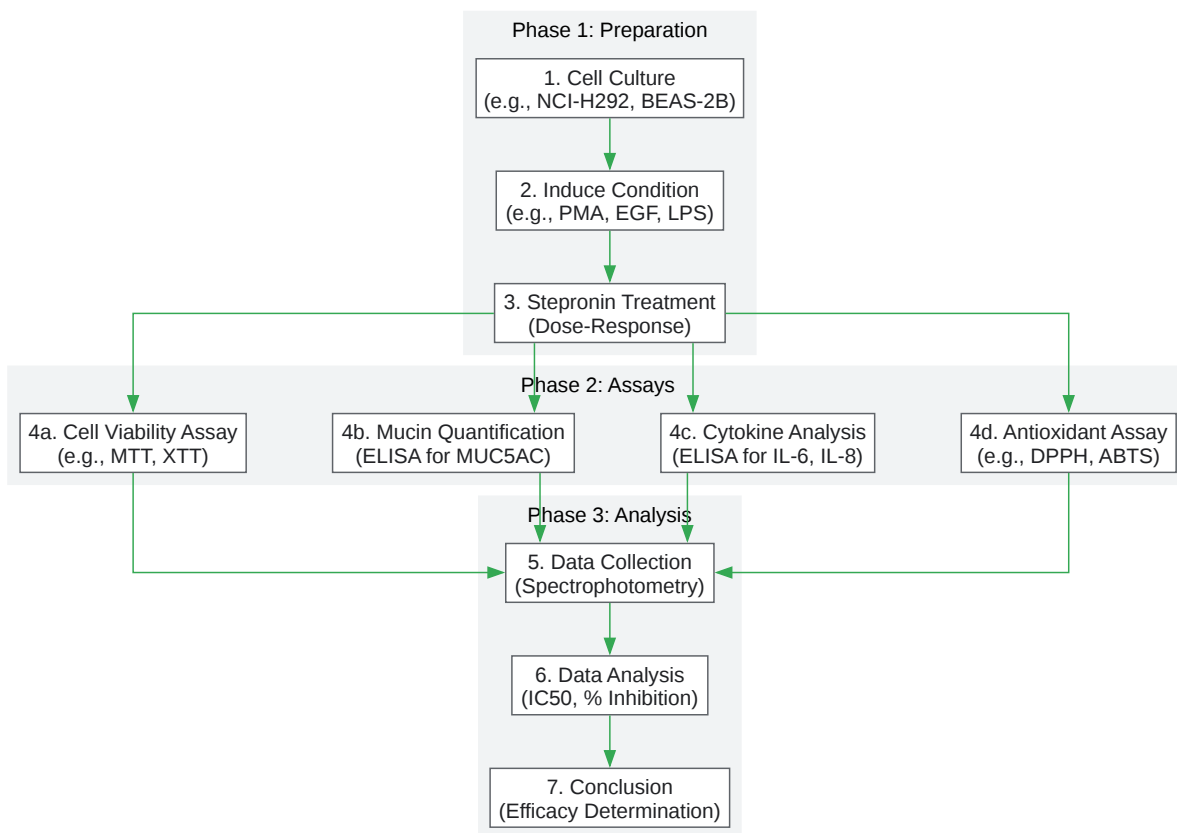 Phase 1: Preparation
1. Cell Culture
(e.g., NCI-H292, BEAS-2B)
2. Induce Condition
(e.g., PMA, EGF, LPS)
3. Stepronin Treatment
(Dose-Response)
Phase 2: Assays
4a. Cell Viability Assay
(e.g., MTT, XTT)
4b. Mucin Quantification
(ELISA for MUC5AC)
4c. Cytokine Analysis
(ELISA for IL-6, IL-8)
4d. Antioxidant Assay
(e.g., DPPH, ABTS)
Phase 3: Analysis
5. Data Collection
(Spectrophotometry)
6. Data Analysis
(IC50, % Inhibition)
7. Conclusion
(Efficacy Determination)